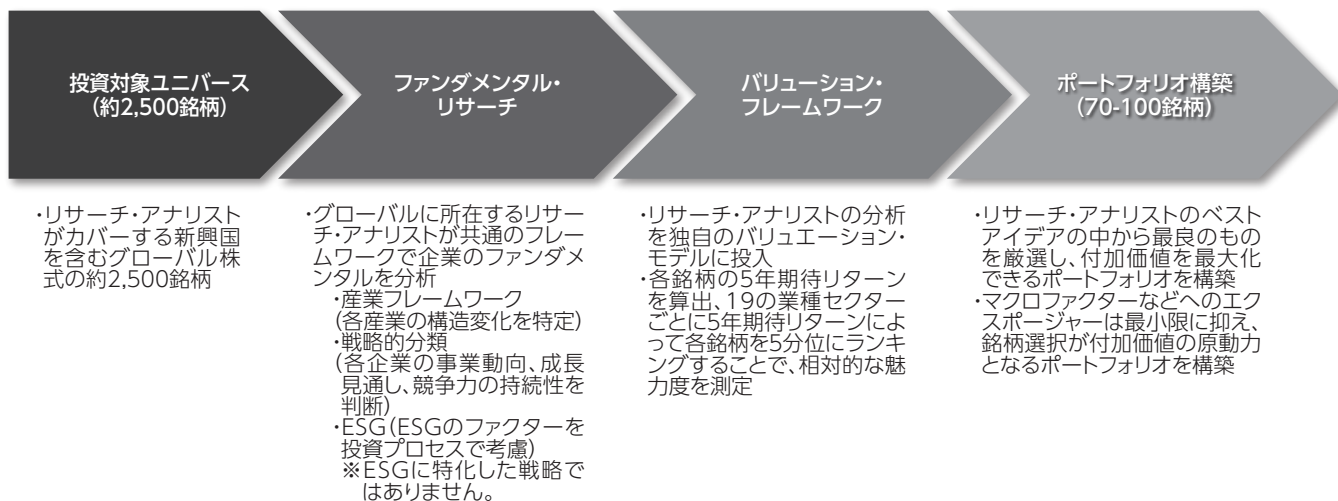 投資対象ユニバース
(約2,500銘柄)
ファンダメンタル・
リサーチ
バリューション・
フレームワーク
ポートフォリオ構築
(70-100銘柄)
・リサーチ・アナリスト
がカバーする新興国
を含むグローバル株
式の約2,500銘柄
・グローバルに所在するリサー
チ・アナリストが共通のフレー
ムワークで企業のファンダメ
ンタルを分析
・産業フレームワーク
(各産業の構造変化を特定)
・戦略的分類
(各企業の事業動向、成長
見通し、競争力の持続性を
判断)
・ESG(ESGのファクターを
投資プロセスで考慮)
※ESGに特化した戦略で
はありません。
・リサーチ・アナリストの分析
を独自のバリュエーション・
モデルに投入
・各銘柄の5年期待リターン
を算出、19の業種セクター
ごとに5年期待リターンによ
って各銘柄を5分位にランキ
ングすることで、相対的な魅
力度を測定
・リサーチ・アナリストのベスト
アイデアの中から最良のもの
を厳選し、付加価値を最大化
できるポートフォリオを構築
・マクロファクターなどへのエク
スポージャーは最小限に抑え、
銘柄選択が付加価値の原動力
となるポートフォリオを構築